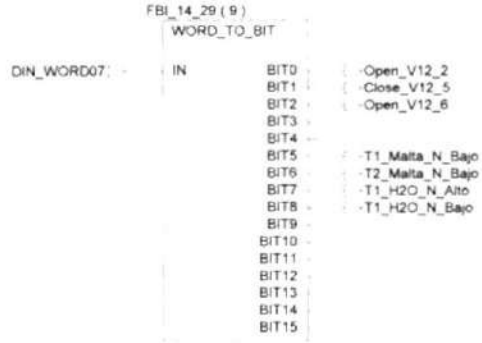 FBI_14_29 ( 9 )
WORD_TO_BIT
DIN_WORD07 IN BIT0 Open_V12_2
BIT1 Close_V12_5
BIT2 Open_V12_6
BIT3
BIT4
BIT5 T1_Malta_N_Bajo
BIT6 T2_Malta_N_Bajo
BIT7 T1_H2O_N_Alto
BIT8 T1_H2O_N_Bajo
BIT9
BIT10
BIT11
BIT12
BIT13
BIT14
BIT15